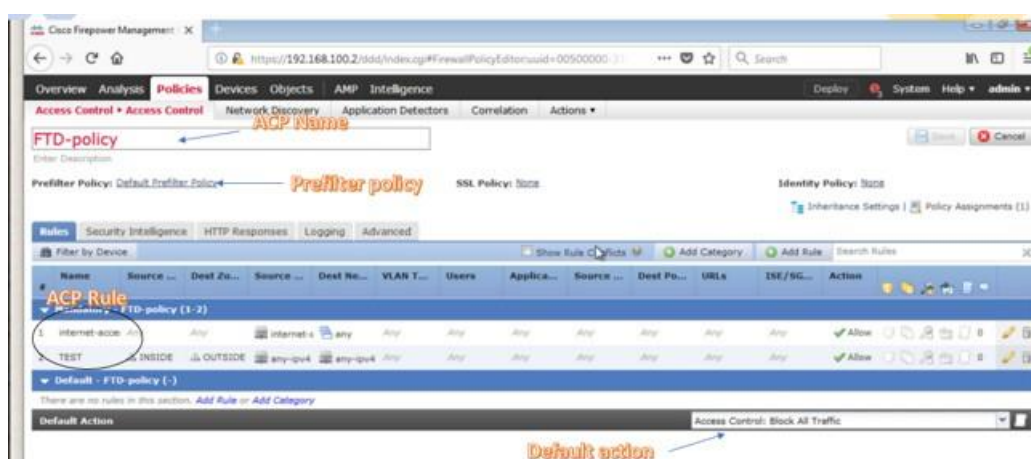 Cisco Firepower Management
https://192.168.100.2/ddd/index.cgi#FirewallPolicyEditor:uuid=00500000-
Search
Overview Analysis Policies Devices Objects AMP Intelligence
Deploy System Help admin
Access Control ▸ Access Control Network Discovery Application Detectors Correlation Actions
ACP Name
FTD-policy
Save Cancel
Enter Description
Prefilter Policy: Default Prefilter Policy
Prefilter policy
SSL Policy: None
Identity Policy: None
Inheritance Settings | Policy Assignments (1)
Rules Security Intelligence HTTP Responses Logging Advanced
Filter by Device
Show Rule Conflicts Add Category Add Rule Search Rules
# Name Source ... Dest Zo... Source ... Dest Ne... VLAN T... Users Applica... Source ... Dest Po... URLs ISE/SG... Action
ACP Rule
Mandatory - FTD-policy (1-2)
1 internet-acce Any Any internet-s any Any Any Any Any Any Any Any Allow 0
2 TEST INSIDE OUTSIDE any-ipv4 any-ipv4 Any Any Any Any Any Any Any Allow 0
Default - FTD-policy (-)
There are no rules in this section. Add Rule or Add Category
Default Action
Access Control: Block All Traffic
Default action